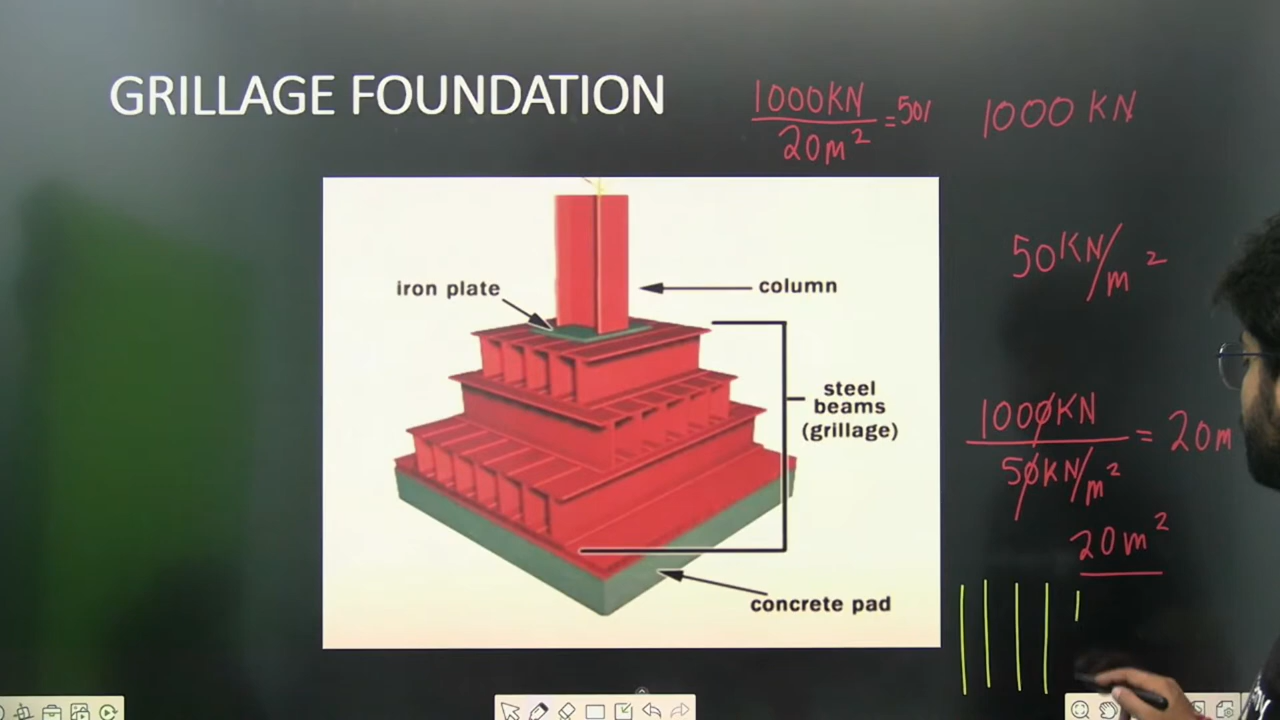 GRILLAGE FOUNDATION
1000KN
20m²
=501
1000 KN
50KN/m²
iron plate
column
steel
beams
(grillage)
concrete pad
1000KN
50KN/m²
= 20m
20m²